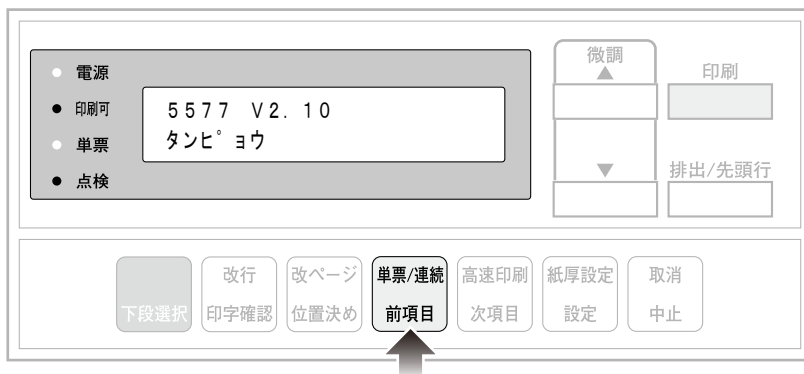 電源
印刷可
単票
点検
5577 V2.10
タンピョウ
微調
▲
▼
印刷
排出/先頭行
下段選択
改行
印字確認
改ページ
位置決め
単票/連続
前項目
高速印刷
次項目
紙厚設定
設定
取消
中止